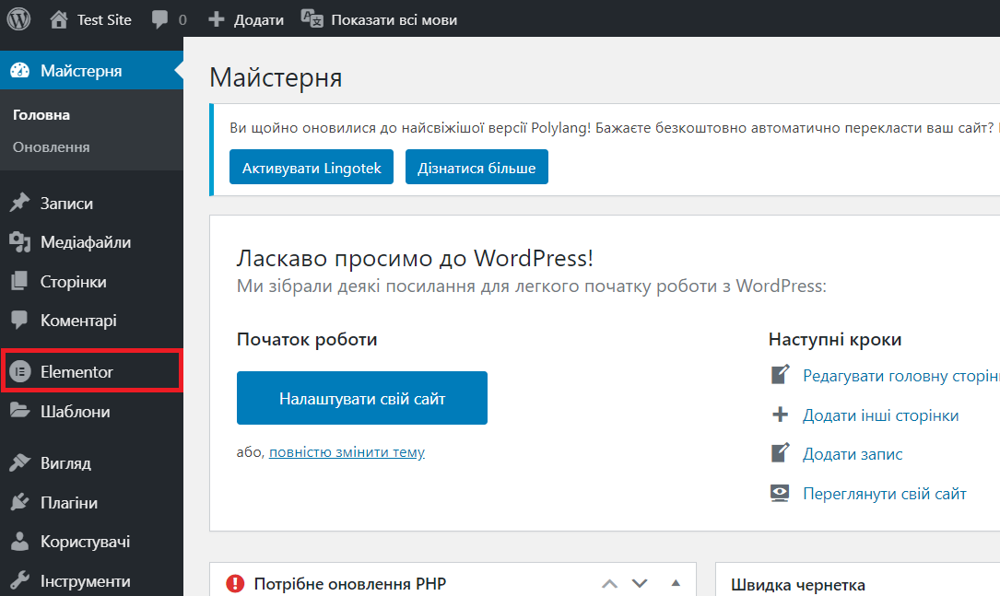 Test Site 0 Додати Показати всі мови
Майстерня
Головна
Оновлення
Записи
Медіафайли
Сторінки
Коментарі
Elementor
Шаблони
Вигляд
Плагіни
Користувачі
Інструменти
Майстерня
Ви щойно оновилися до найсвіжішої версії Polylang! Бажаєте безкоштовно автоматично перекласти ваш сайт?
Активувати Lingotek Дізнатися більше
Ласкаво просимо до WordPress!
Ми зібрали деякі посилання для легкого початку роботи з WordPress:
Початок роботи
Налаштувати свій сайт
або, повністю змінити тему
Наступні кроки
Редагувати головну сторін
Додати інші сторінки
Додати запис
Переглянути свій сайт
Потрібне оновлення PHP
Швидка чернетка